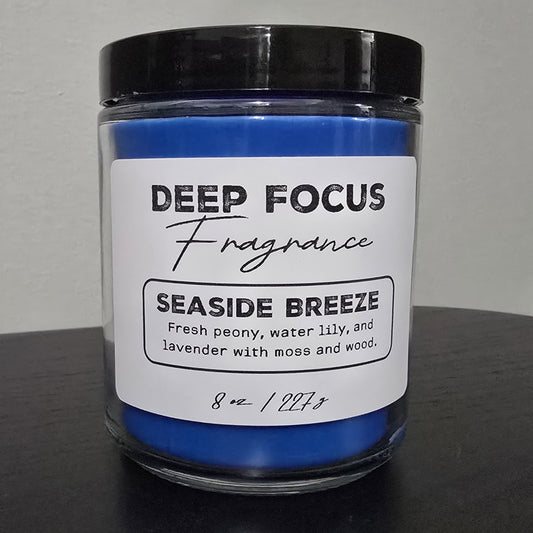 DEEP FOCUS
Fragrance
SEASIDE BREEZE
Fresh peony, water lily, and
lavender with moss and wood.
8 oz / 227g